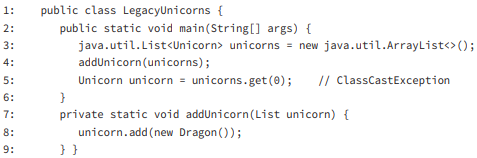 1: public class LegacyUnicorns {
2: public static void main(String[] args) {
3: java.util.List<Unicorn> unicorns = new java.util.ArrayList<>();
4: addUnicorn(unicorns);
5: Unicorn unicorn = unicorns.get(0); // ClassCastException
6: }
7: private static void addUnicorn(List unicorn) {
8: unicorn.add(new Dragon());
9: } }